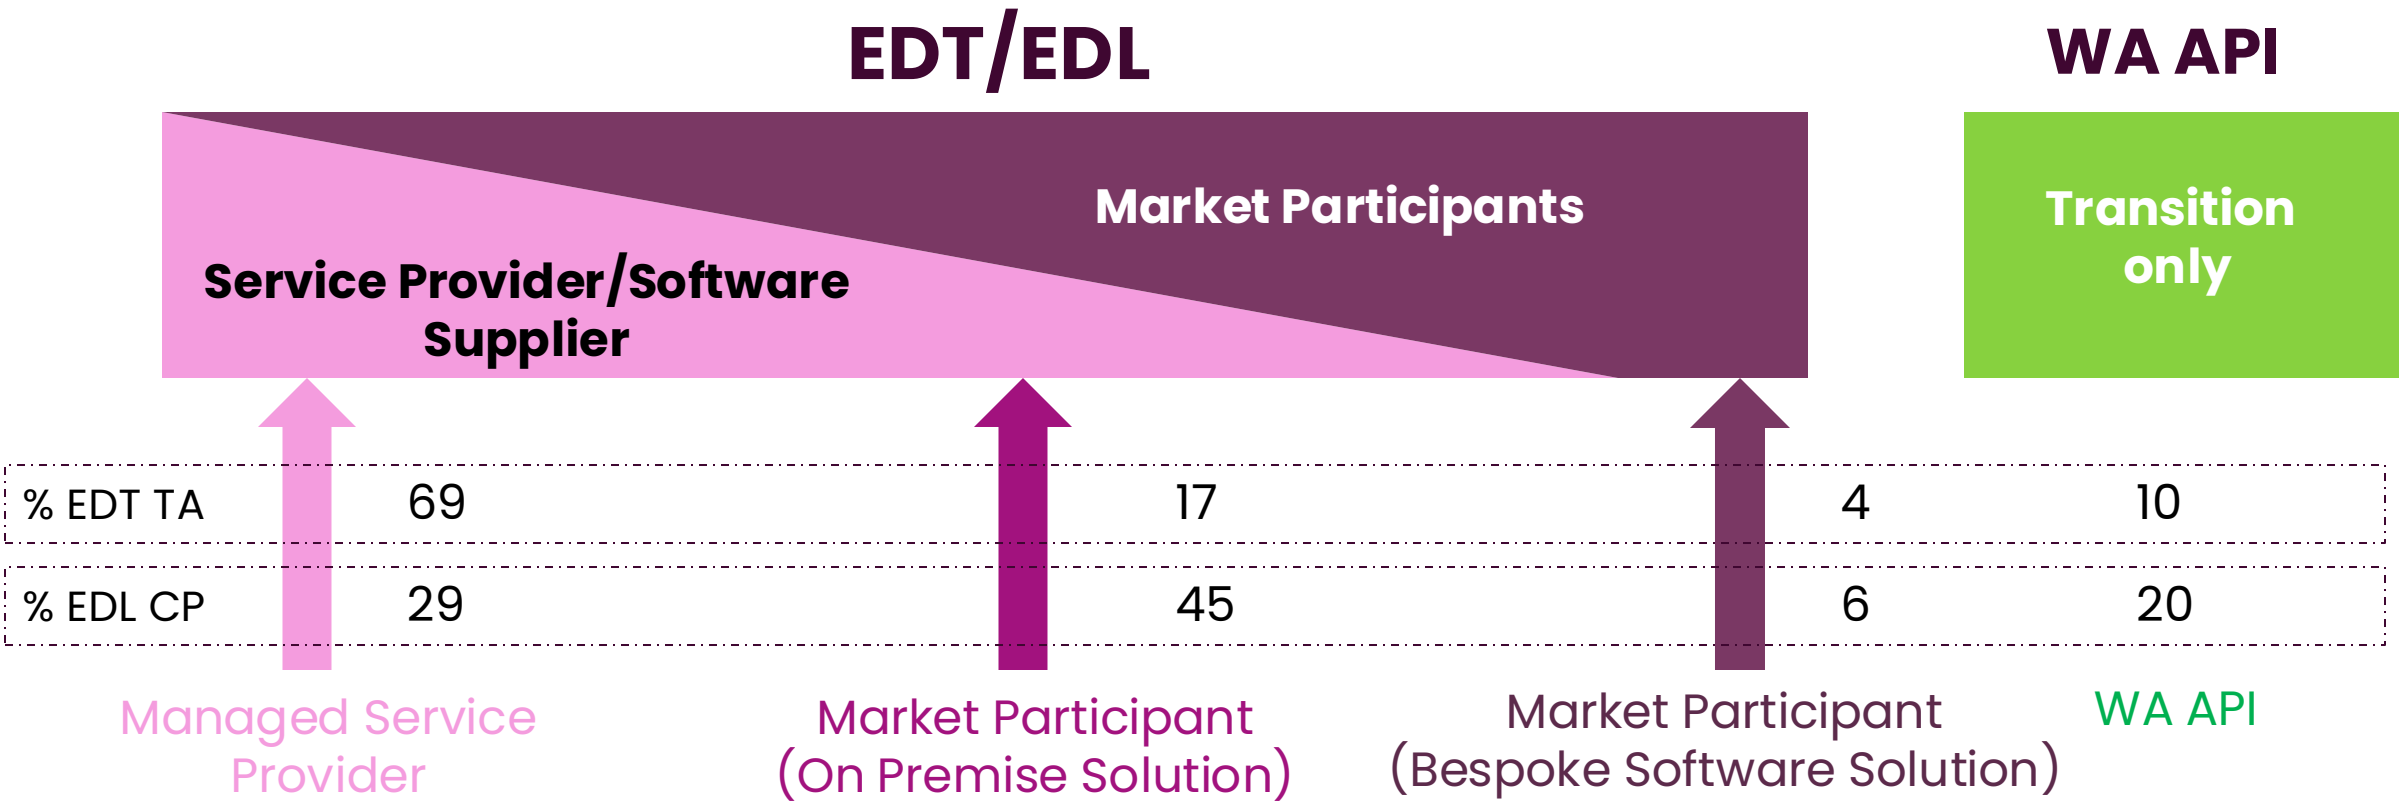 EDT/EDL
WA API
Market Participants
Transition
only
Service Provider/Software
Supplier
% EDT TA 69 17 4 10
% EDL CP 29 45 6 20
Managed Service
Provider
Market Participant
(On Premise Solution)
Market Participant
(Bespoke Software Solution)
WA API